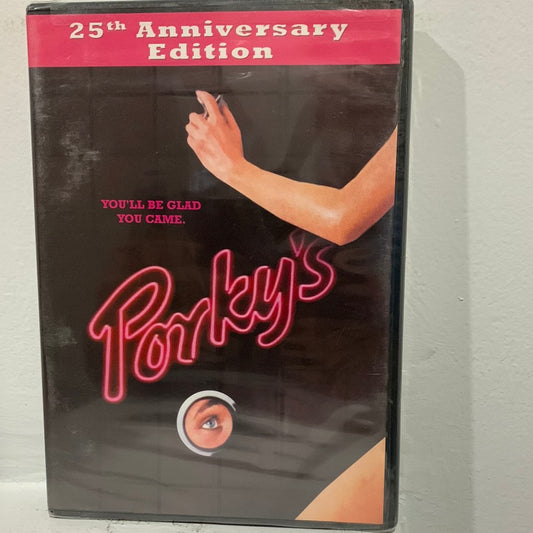 25th Anniversary
Edition
YOU'LL BE GLAD
YOU CAME.
Porky's